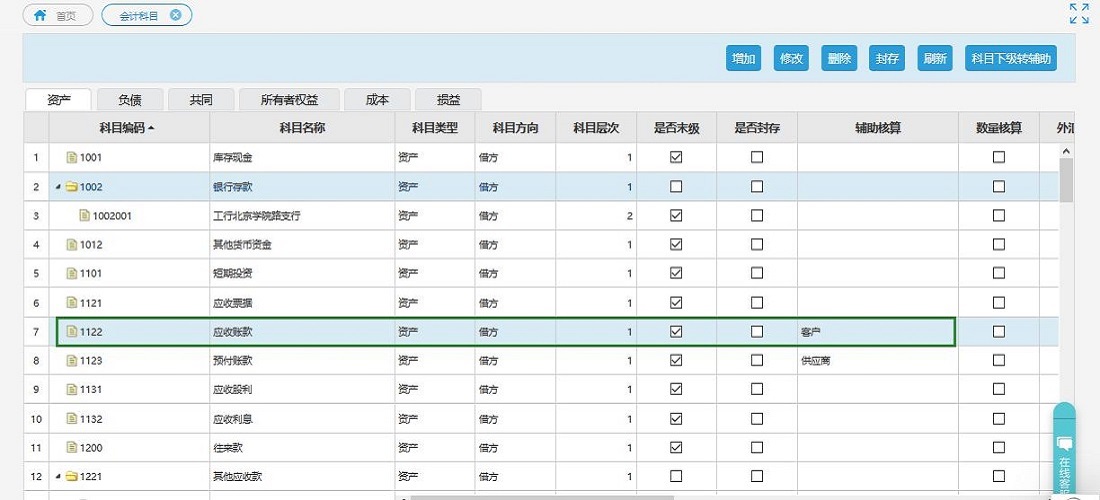 首页 会计科目
增加 修改 删除 封存 刷新 科目下级转辅助
资产 负债 共同 所有者权益 成本 损益
科目编码 科目名称 科目类型 科目方向 科目层次 是否末级 是否封存 辅助核算 数量核算 外汇
1 1001 库存现金 资产 借方 1
2 1002 银行存款 资产 借方 1
3 1002001 工行北京学院路支行 资产 借方 2
4 1012 其他货币资金 资产 借方 1
5 1101 短期投资 资产 借方 1
6 1121 应收票据 资产 借方 1
7 1122 应收账款 资产 借方 1 客户
8 1123 预付账款 资产 借方 1 供应商
9 1131 应收股利 资产 借方 1
10 1132 应收利息 资产 借方 1
11 1200 往来款 资产 借方 1
12 1221 其他应收款 资产 借方 1
在线客服